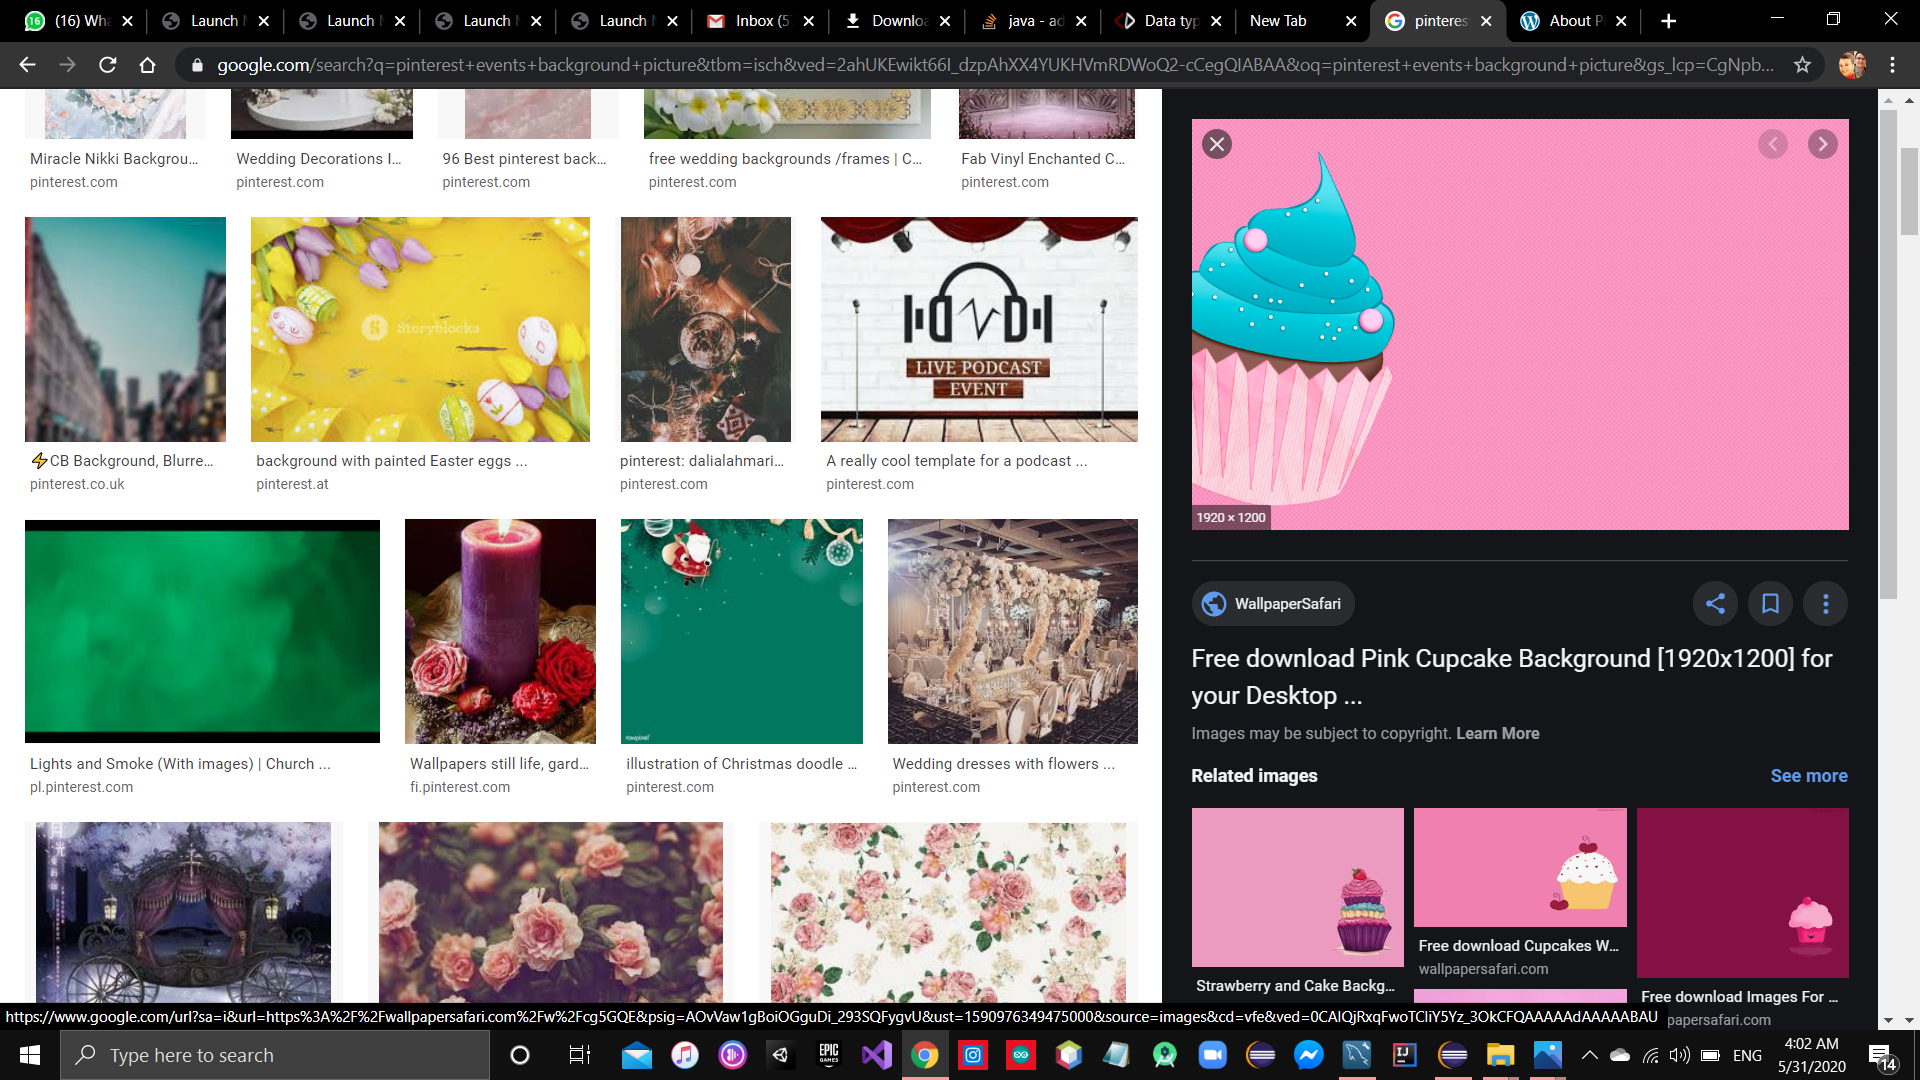 (16) Wha
Launch M
Launch M
Launch M
Launch M
Inbox (5
Downloa
java - ad
Data typ
New Tab
pinterest
About P
google.com/search?q=pinterest+events+background+picture&tbm=isch&ved=2ahUKEwikt66I_dzpAhXX4YUKHVmRDWoQ2-cCegQIABAA&oq=pinterest+events+background+picture&gs_lcp=CgNpb...
Miracle Nikki Backgrou...
pinterest.com
Wedding Decorations I...
pinterest.com
96 Best pinterest back...
pinterest.com
free wedding backgrounds /frames | C...
pinterest.com
Fab Vinyl Enchanted C...
pinterest.com
Storyblocks
LIVE PODCAST
EVENT
⚡CB Background, Blurre...
pinterest.co.uk
background with painted Easter eggs ...
pinterest.at
pinterest: dalialahmari...
pinterest.com
A really cool template for a podcast ...
pinterest.com
rawpixel
Lights and Smoke (With images) | Church ...
pl.pinterest.com
Wallpapers still life, gard...
fi.pinterest.com
illustration of Christmas doodle ...
pinterest.com
Wedding dresses with flowers ...
pinterest.com
1920 × 1200
WallpaperSafari
Free download Pink Cupcake Background [1920x1200] for
your Desktop ...
Images may be subject to copyright. Learn More
Related images
See more
Strawberry and Cake Backg...
Free download Cupcakes W...
wallpapersafari.com
Free download Images For ...
papersafari.com
https://www.google.com/url?sa=i&url=https%3A%2F%2Fwallpapersafari.com%2Fw%2Fcg5GQE&psig=AOvVaw1gBoiOGguDi_293SQFygvU&ust=1590976349475000&source=images&cd=vfe&ved=0CAIQjRxqFwoTCIiY5Yz_3OkCFQAAAAAdAAAAABAU
Type here to search
EPIC
GAMES
IJ
ENG
4:02 AM
5/31/2020
14